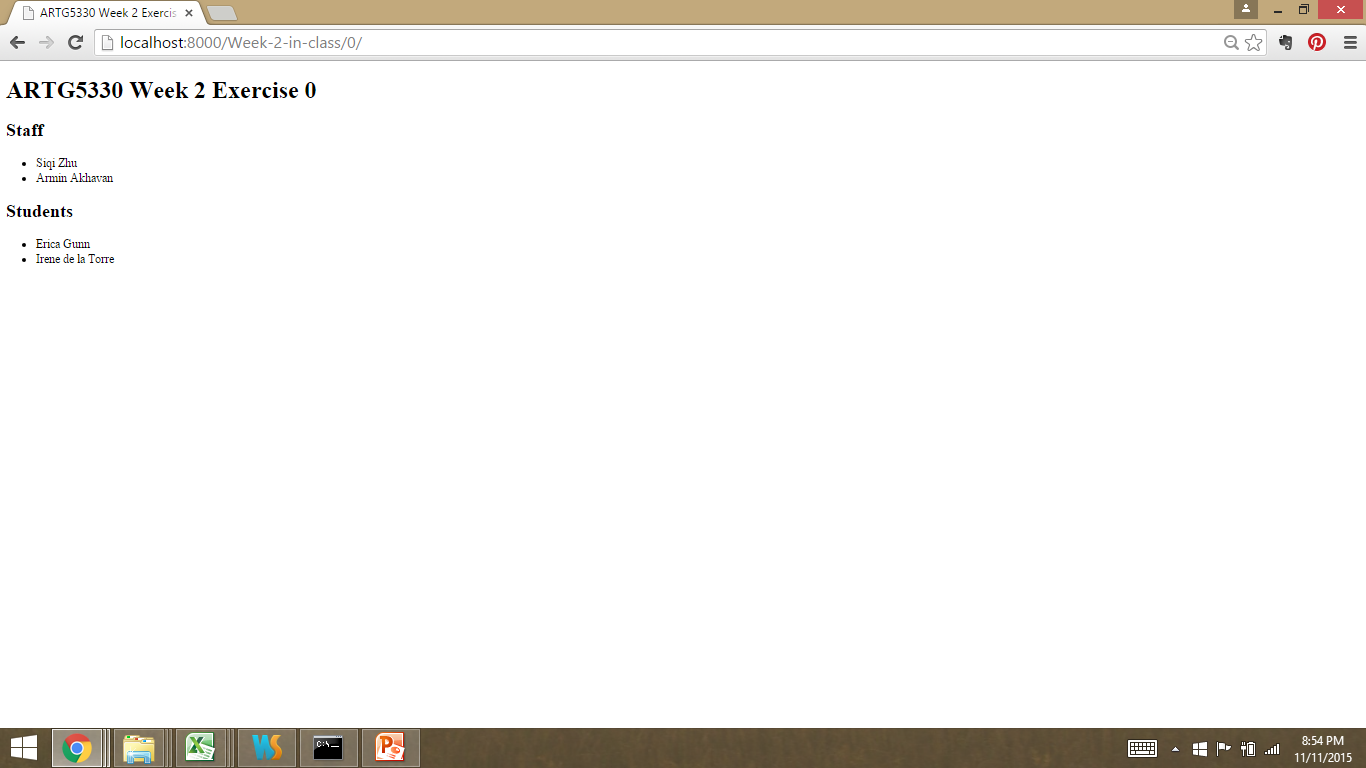 ARTG5330 Week 2 Exercis
localhost:8000/Week-2-in-class/0/
ARTG5330 Week 2 Exercise 0
Staff
Siqi Zhu
Armin Akhavan
Students
Erica Gunn
Irene de la Torre
8:54 PM
11/11/2015